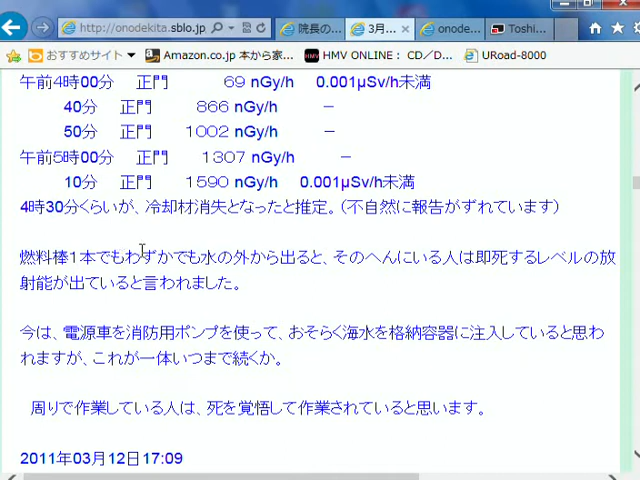 http://onodekita.sblo.jp
院長の...
3月...
onode...
Toshi...
おすすめサイト
Amazon.co.jp 本から家...
HMV ONLINE： CD／D...
URoad-8000
午前4時00分 正門 69 nGy/h 0.001μSv/h未満
40分 正門 866 nGy/h －
50分 正門 1002 nGy/h －
午前5時00分 正門 1307 nGy/h －
10分 正門 1590 nGy/h 0.001μSv/h未満
4時30分くらいが、冷却材消失となったと推定。（不自然に報告がずれています）
燃料棒１本でもわずかでも水の外から出ると、そのへんにいる人は即死するレベルの放
射能が出ていると言われました。
今は、電源車を消防用ポンプを使って、おそらく海水を格納容器に注入していると思わ
れますが、これが一体いつまで続くか。
周りで作業している人は、死を覚悟して作業されていると思います。
2011年03月12日17:09